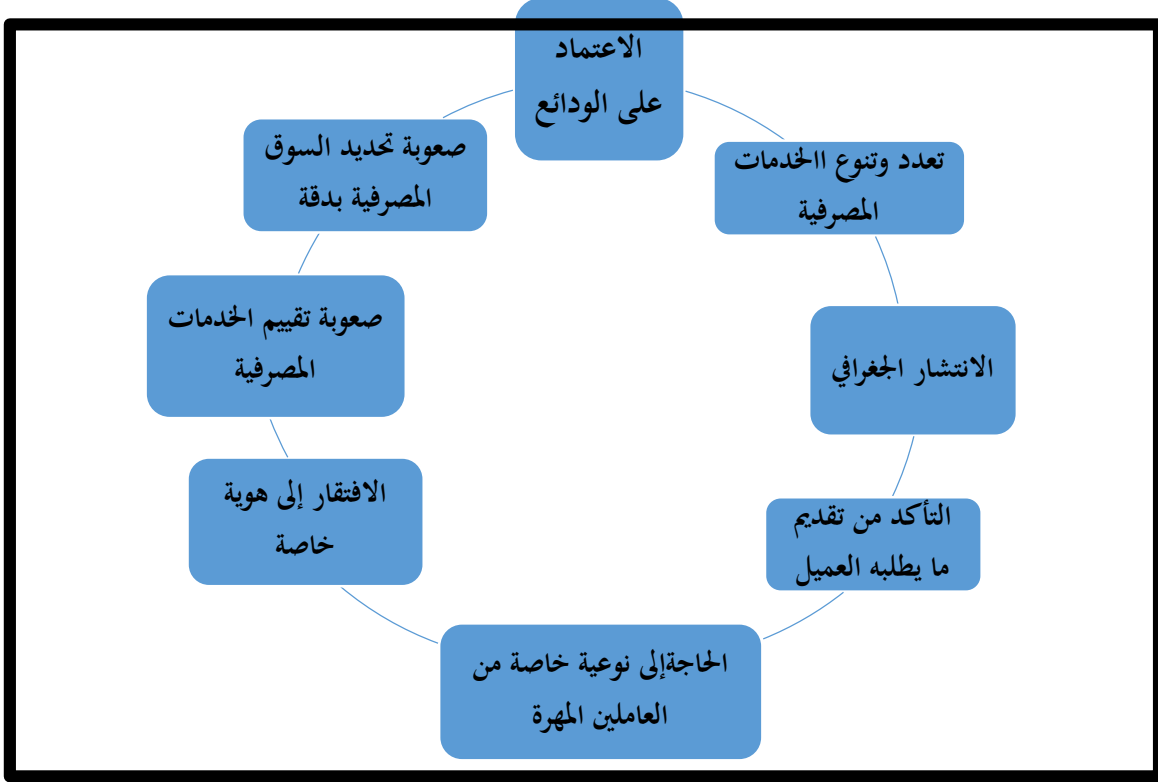 الاعتماد
على الودائع
تعدد وتنوع االخدمات
المصرفية
الانتشار الجغرافي
التأكد من تقديم
ما يطلبه العميل
الحاجةإلى نوعية خاصة من
العاملين المهرة
الافتقار إلى هوية
خاصة
صعوبة تقييم الخدمات
المصرفية
صعوبة تحديد السوق
المصرفية بدقة